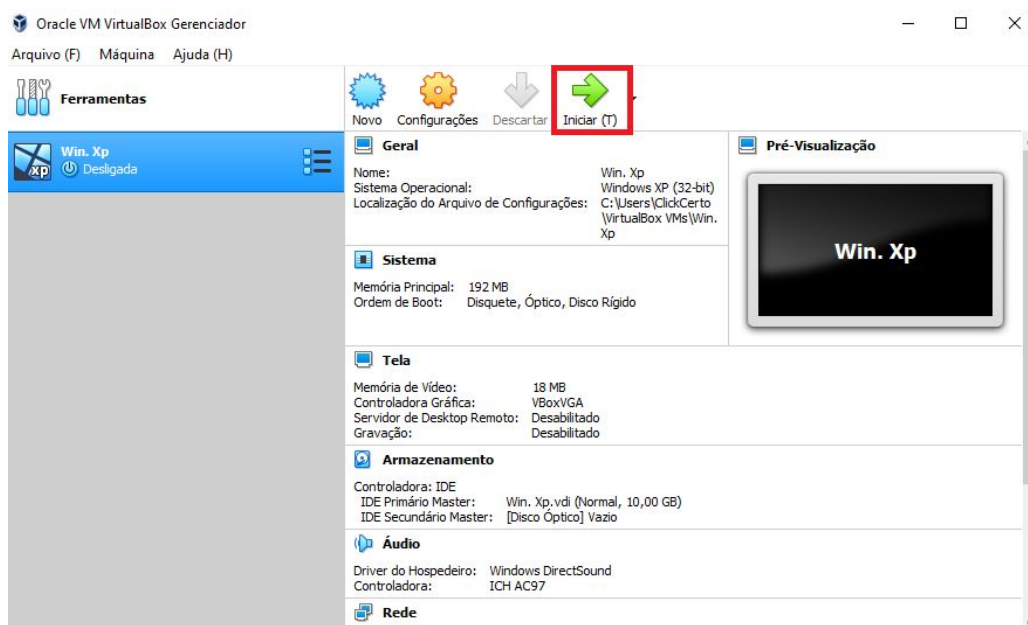 Oracle VM VirtualBox Gerenciador
Arquivo (F) Máquina Ajuda (H)
Ferramentas
Novo Configurações Descartar Iniciar (T)
Win. Xp
Desligada
xp
Geral
Nome: Win. Xp
Sistema Operacional: Windows XP (32-bit)
Localização do Arquivo de Configurações: C:\Users\ClickCerto
\VirtualBox VMs\Win.
Xp
Pré-Visualização
Win. Xp
Sistema
Memória Principal: 192 MB
Ordem de Boot: Disquete, Óptico, Disco Rígido
Tela
Memória de Vídeo: 18 MB
Controladora Gráfica: VBoxVGA
Servidor de Desktop Remoto: Desabilitado
Gravação: Desabilitado
Armazenamento
Controladora: IDE
IDE Primário Master: Win. Xp.vdi (Normal, 10,00 GB)
IDE Secundário Master: [Disco Óptico] Vazio
Áudio
Driver do Hospedeiro: Windows DirectSound
Controladora: ICH AC97
Rede